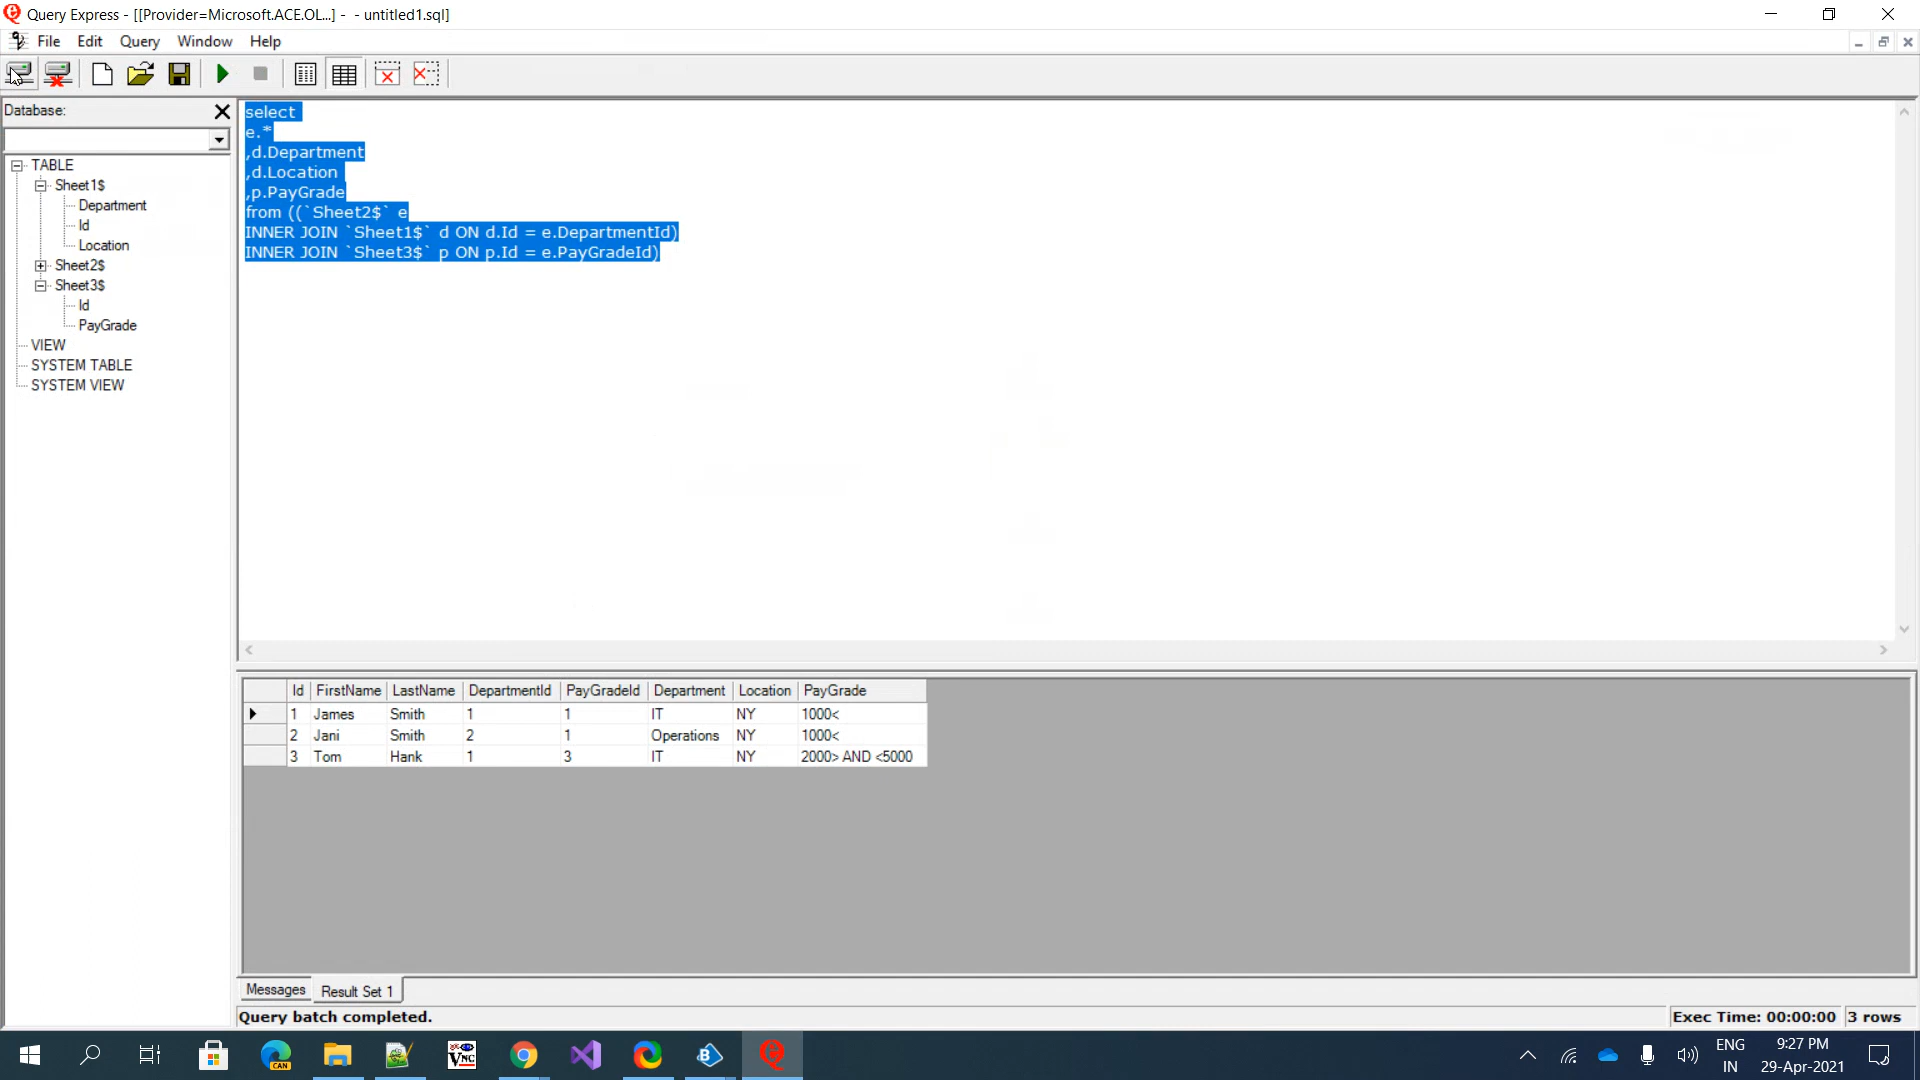 Query Express - [[Provider=Microsoft.ACE.OL...] -  - untitled1.sql]
File Edit Query Window Help
Database:
TABLE
Sheet1$
Department
Id
Location
Sheet2$
Sheet3$
Id
PayGrade
VIEW
SYSTEM TABLE
SYSTEM VIEW
select
e.*
,d.Department
,d.Location
,p.PayGrade
from ((`Sheet2$` e
INNER JOIN `Sheet1$` d ON d.Id = e.DepartmentId)
INNER JOIN `Sheet3$` p ON p.Id = e.PayGradeId)
Id FirstName LastName DepartmentId PayGradeId Department Location PayGrade
1 James Smith 1 1 IT NY 1000<
2 Jani Smith 2 1 Operations NY 1000<
3 Tom Hank 1 3 IT NY 2000> AND <5000
Messages Result Set 1
Query batch completed. Exec Time: 00:00:00 3 rows
CAN
VNC
B
ENG
IN
9:27 PM
29-Apr-2021